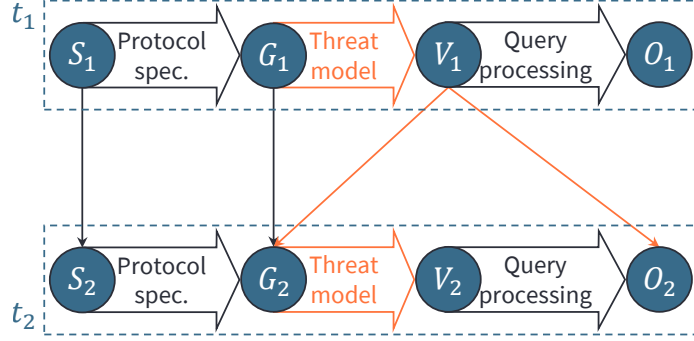 t₁
S₁ Protocol spec. G₁ Threat model V₁ Query processing O₁
S₂ Protocol spec. G₂ Threat model V₂ Query processing O₂
t₂